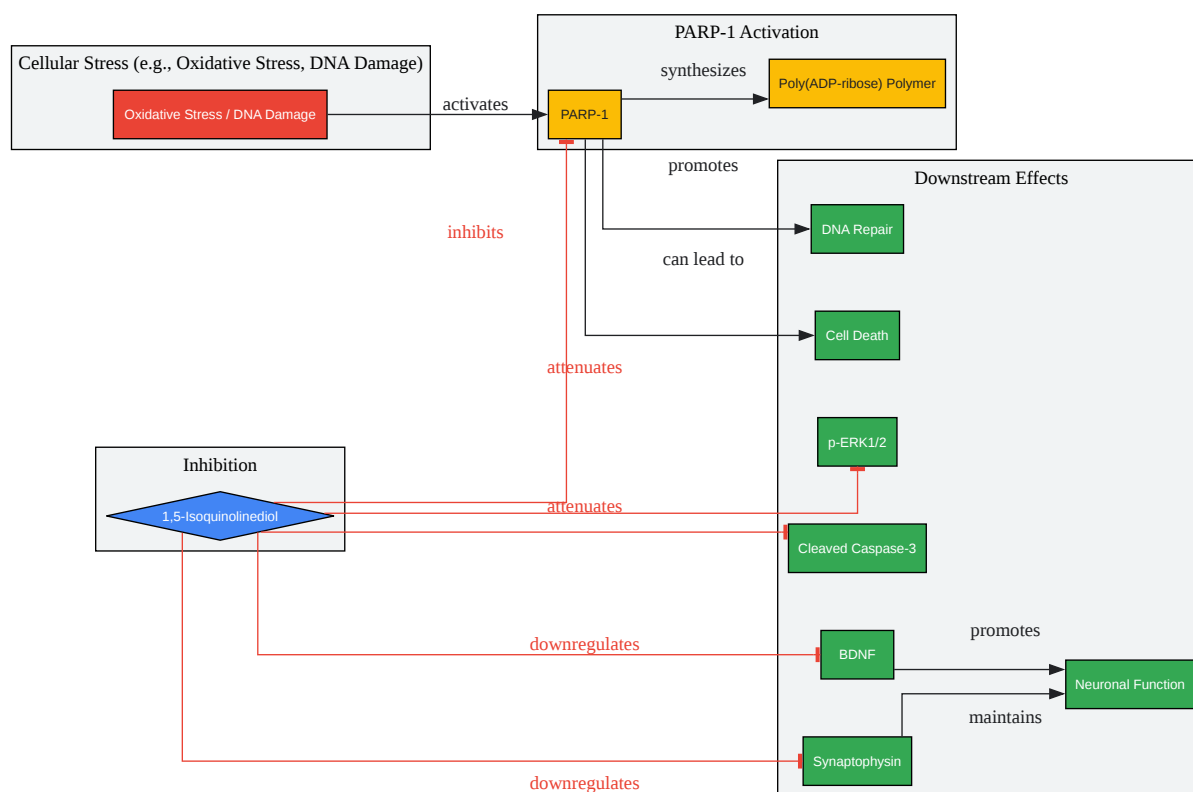 PARP-1 Activation
Cellular Stress (e.g., Oxidative Stress, DNA Damage)
synthesizes
Poly(ADP-ribose) Polymer
Oxidative Stress / DNA Damage
activates
PARP-1
promotes
Downstream Effects
inhibits
DNA Repair
can lead to
Cell Death
attenuates
p-ERK1/2
Inhibition
1,5-Isoquinolinediol
attenuates
Cleaved Caspase-3
promotes
downregulates
BDNF
Neuronal Function
maintains
Synaptophysin
downregulates